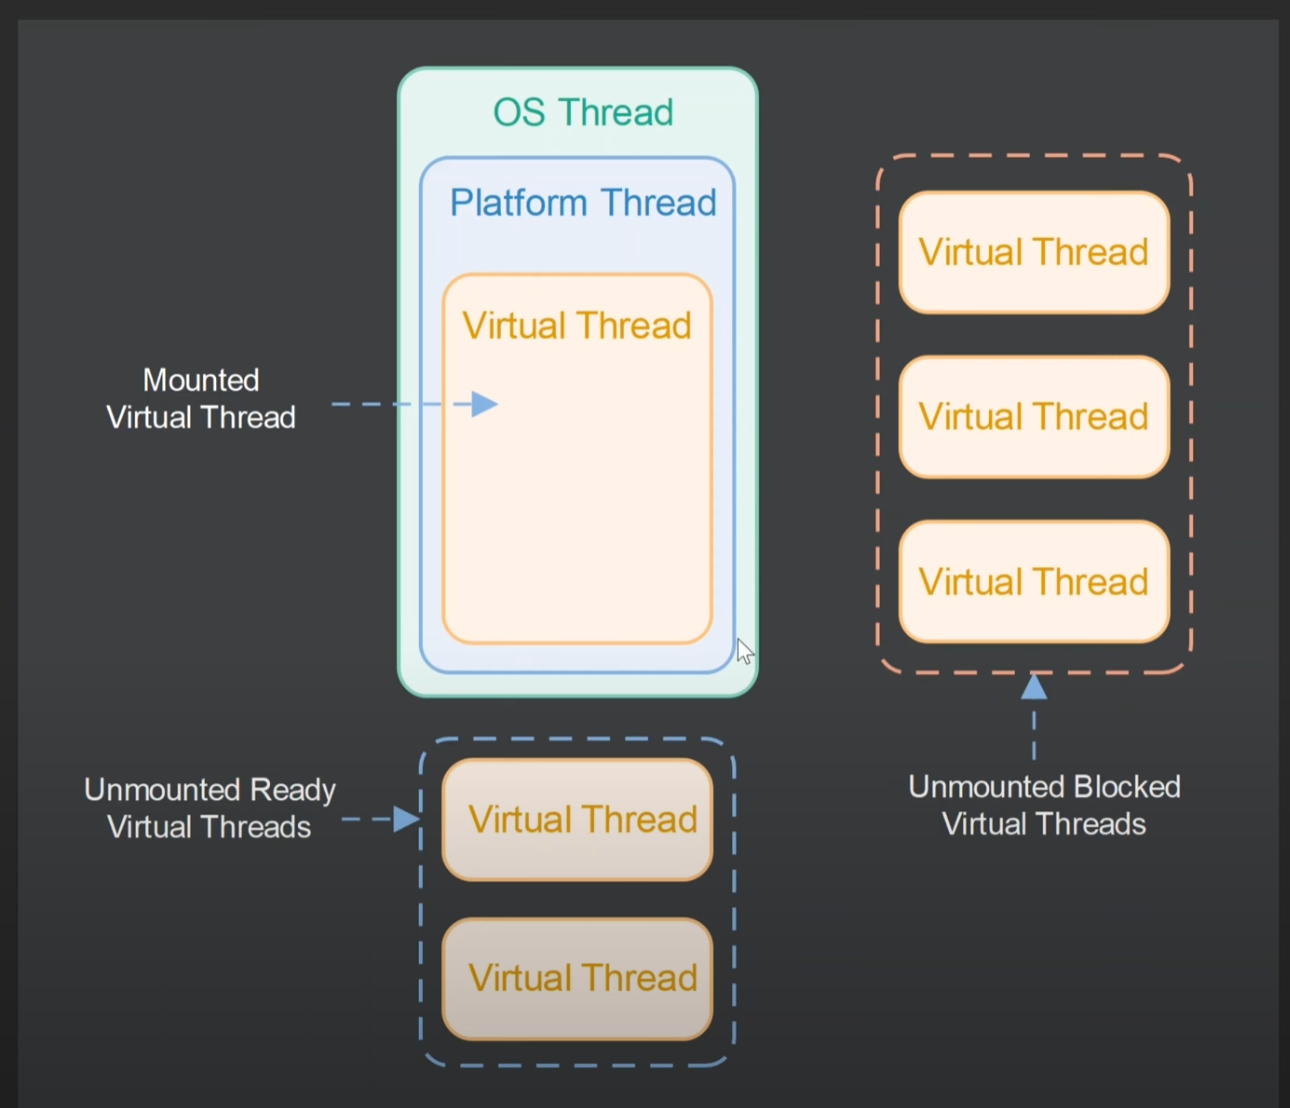 OS Thread
Platform Thread
Virtual Thread
Mounted
Virtual Thread
Virtual Thread
Virtual Thread
Virtual Thread
Unmounted Ready
Virtual Threads
Virtual Thread
Virtual Thread
Unmounted Blocked
Virtual Threads